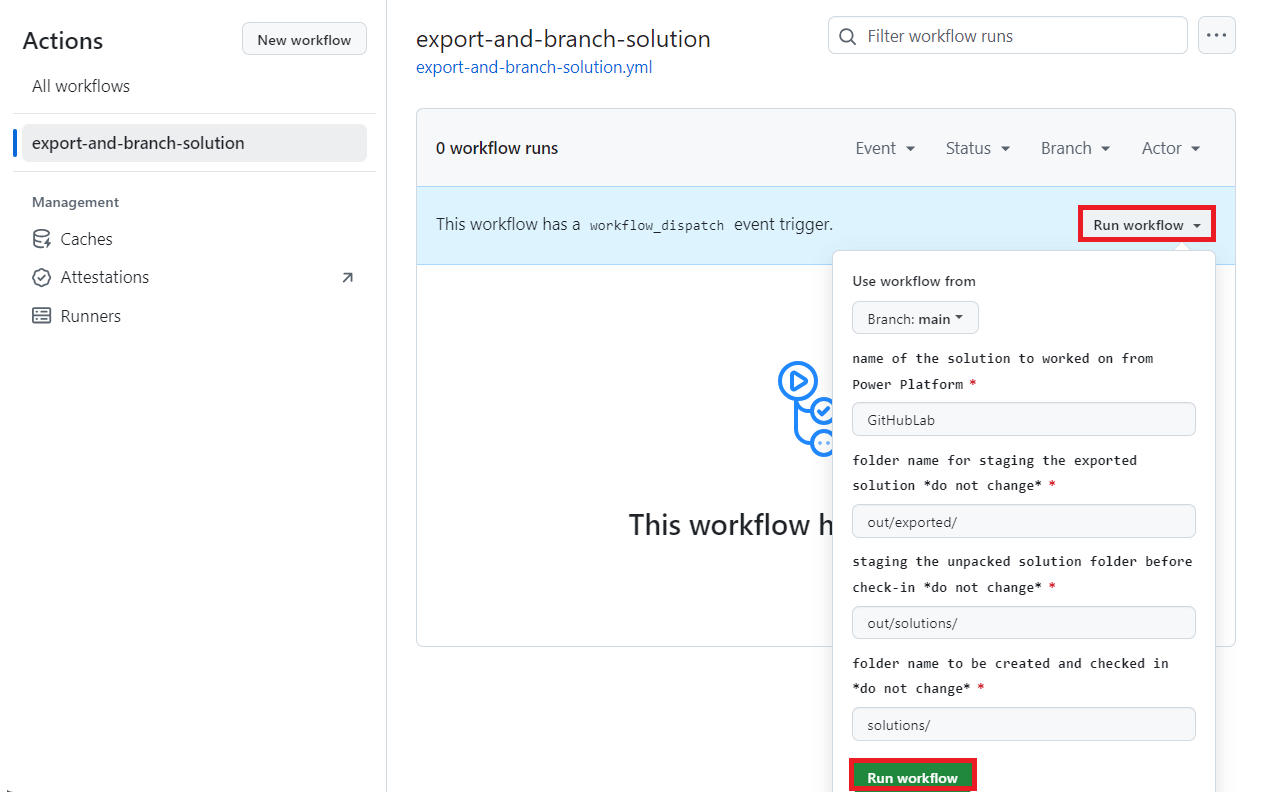 Actions
New workflow
All workflows
export-and-branch-solution
Management
Caches
Attestations
Runners
export-and-branch-solution
export-and-branch-solution.yml
Filter workflow runs
0 workflow runs
Event
Status
Branch
Actor
This workflow has a workflow_dispatch event trigger.
Run workflow
This workflow h
Use workflow from
Branch: main
name of the solution to worked on from
Power Platform *
GitHubLab
folder name for staging the exported
solution *do not change* *
out/exported/
staging the unpacked solution folder before
check-in *do not change* *
out/solutions/
folder name to be created and checked in
*do not change* *
solutions/
Run workflow